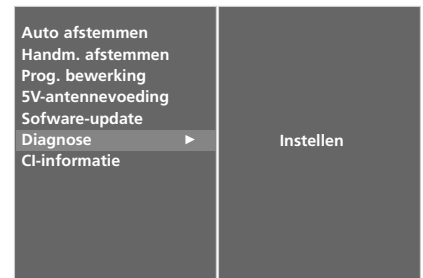 Auto afstemmen
Handm. afstemmen
Prog. bewerking
5V-antennevoeding
Sofware-update
Diagnose ►
Instellen
CI-informatie